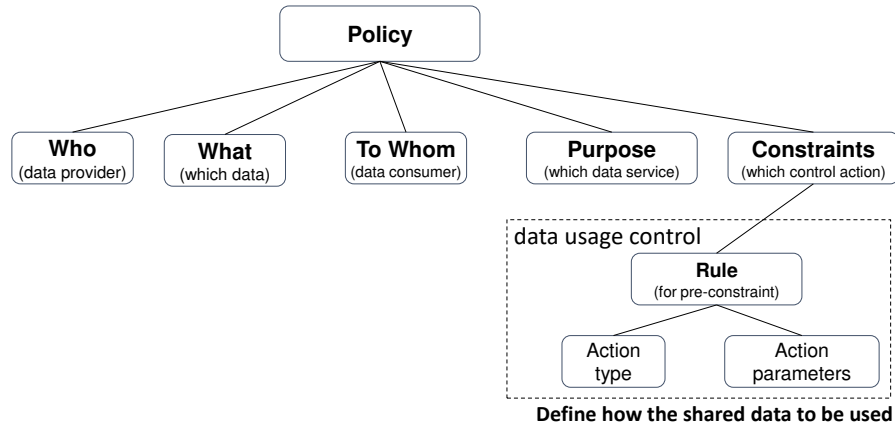 Policy
Who
(data provider)
What
(which data)
To Whom
(data consumer)
Purpose
(which data service)
Constraints
(which control action)
data usage control
Rule
(for pre-constraint)
Action
type
Action
parameters
Define how the shared data to be used